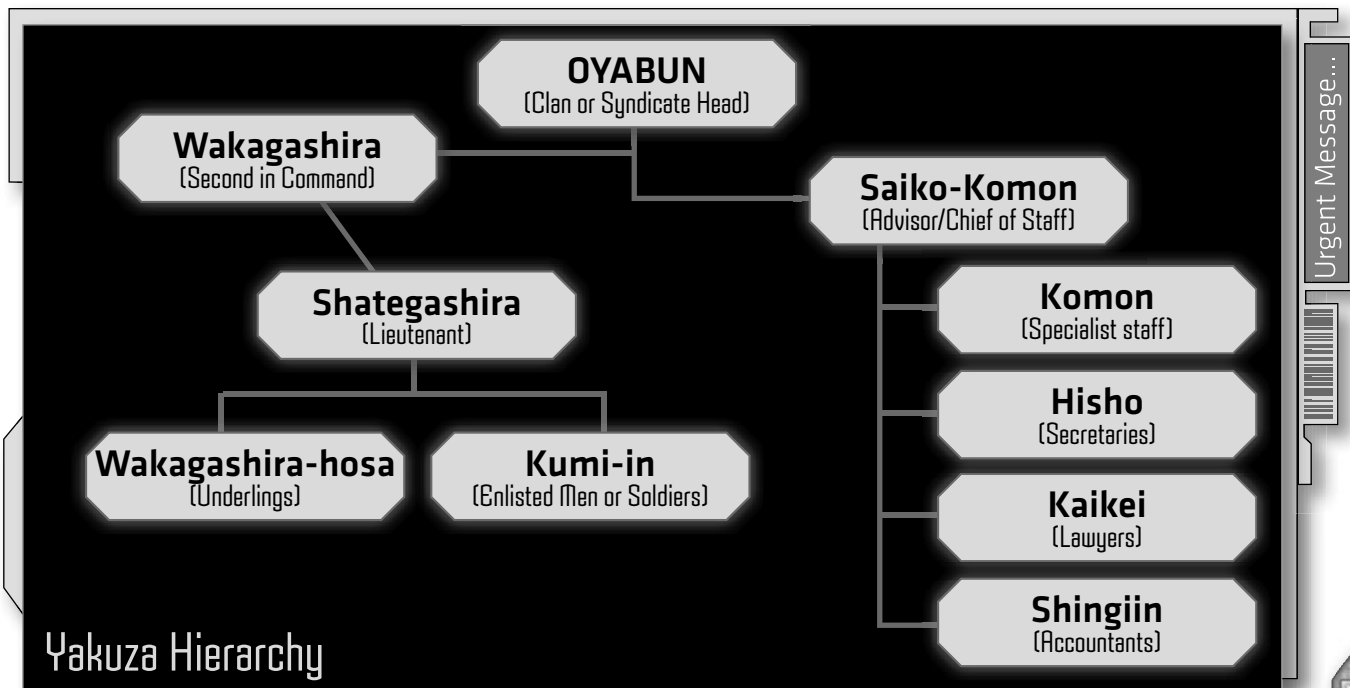 OYABUN
(Clan or Syndicate Head)
Wakagashira
(Second in Command)
Saiko-Komon
(Advisor/Chief of Staff)
Shategashira
(Lieutenant)
Komon
(Specialist staff)
Hisho
(Secretaries)
Wakagashira-hosa
(Underlings)
Kumi-in
(Enlisted Men or Soldiers)
Kaikei
(Lawyers)
Shingiin
(Accountants)
Yakuza Hierarchy
Urgent Message...